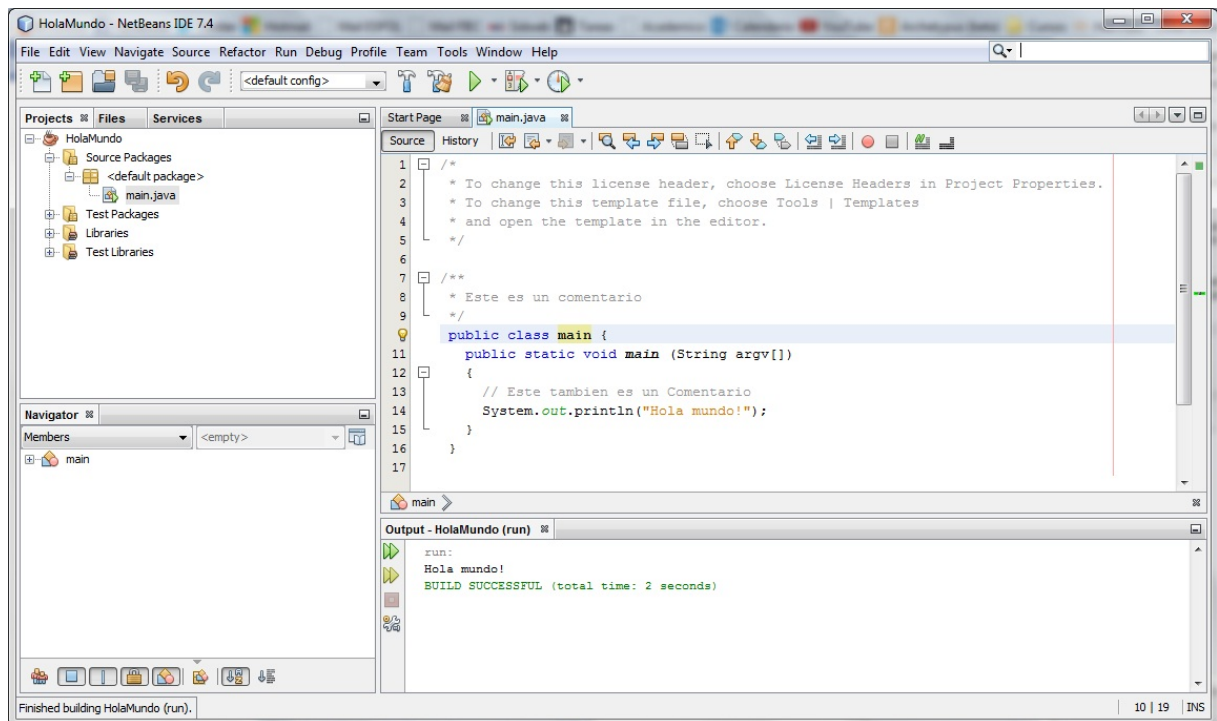 HolaMundo - NetBeans IDE 7.4
File Edit View Navigate Source Refactor Run Debug Profile Team Tools Window Help
<default config>
Projects Files Services
HolaMundo
Source Packages
<default package>
main.java
Test Packages
Libraries
Test Libraries
Navigator
Members <empty>
main
Start Page main.java
Source History
1 /*
2 * To change this license header, choose License Headers in Project Properties.
3 * To change this template file, choose Tools | Templates
4 * and open the template in the editor.
5 */
6
7 /**
8 * Este es un comentario
9 */
public class main {
11 public static void main (String argv[])
12 {
13 // Este tambien es un Comentario
14 System.out.println("Hola mundo!");
15 }
16 }
17
main
Output - HolaMundo (run)
run:
Hola mundo!
BUILD SUCCESSFUL (total time: 2 seconds)
Finished building HolaMundo (run).
10 | 19 INS